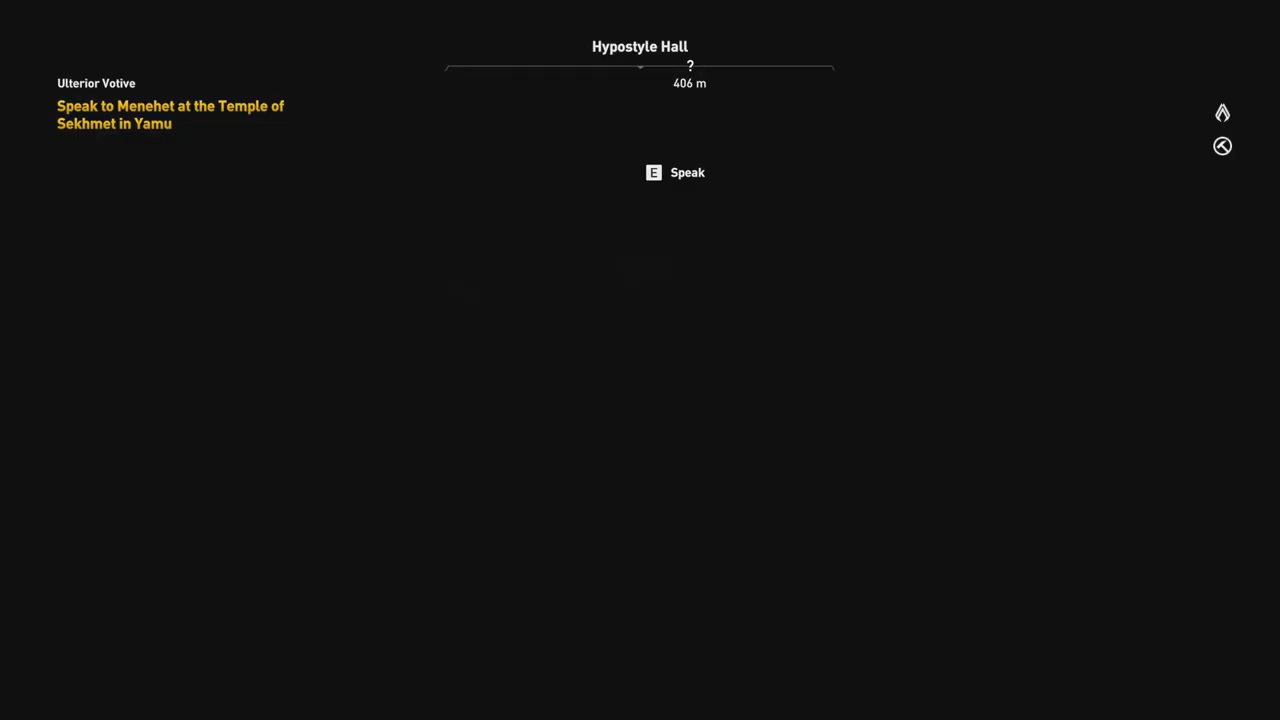 Hypostyle Hall
?
406 m
Ulterior Votive
Speak to Menehet at the Temple of
Sekhmet in Yamu
E Speak